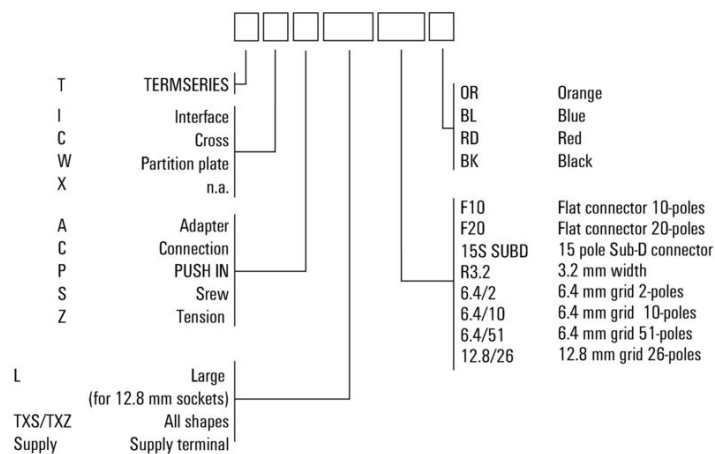 T TERMSERIES
I Interface
C Cross
W Partition plate
X n.a.
A Adapter
C Connection
P PUSH IN
S Srew
Z Tension
L Large
(for 12.8 mm sockets)
TXS/TXZ All shapes
Supply Supply terminal
OR Orange
BL Blue
RD Red
BK Black
F10 Flat connector 10-poles
F20 Flat connector 20-poles
15S SUBD 15 pole Sub-D connector
R3.2 3.2 mm width
6.4/2 6.4 mm grid 2-poles
6.4/10 6.4 mm grid 10-poles
6.4/51 6.4 mm grid 51-poles
12.8/26 12.8 mm grid 26-poles